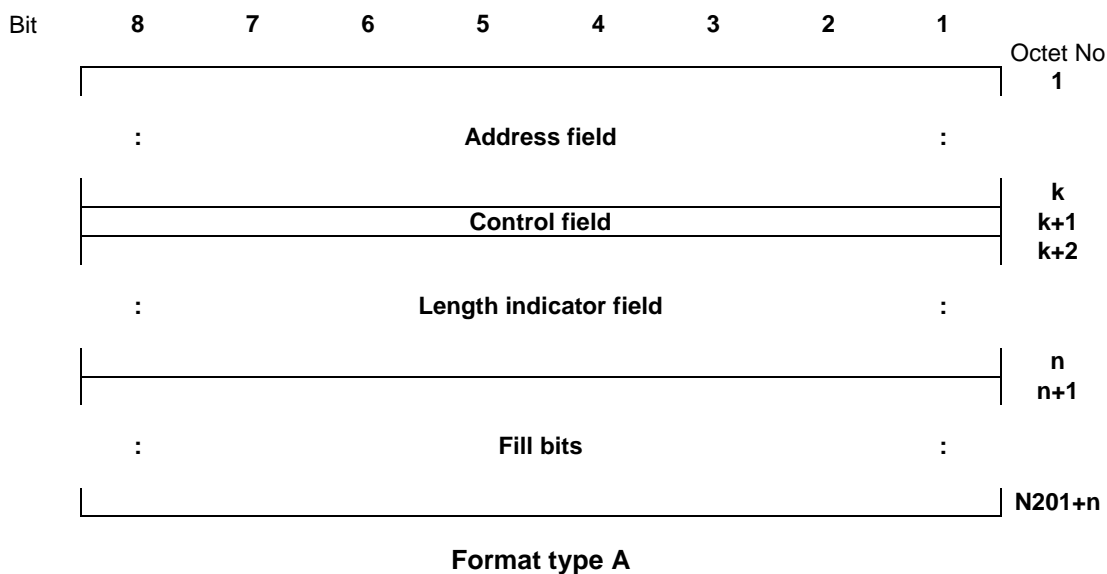 Bit 8 7 6 5 4 3 2 1
Octet No
1
: Address field :
k
Control field k+1
k+2
: Length indicator field :
n
n+1
: Fill bits :
N201+n
Format type A